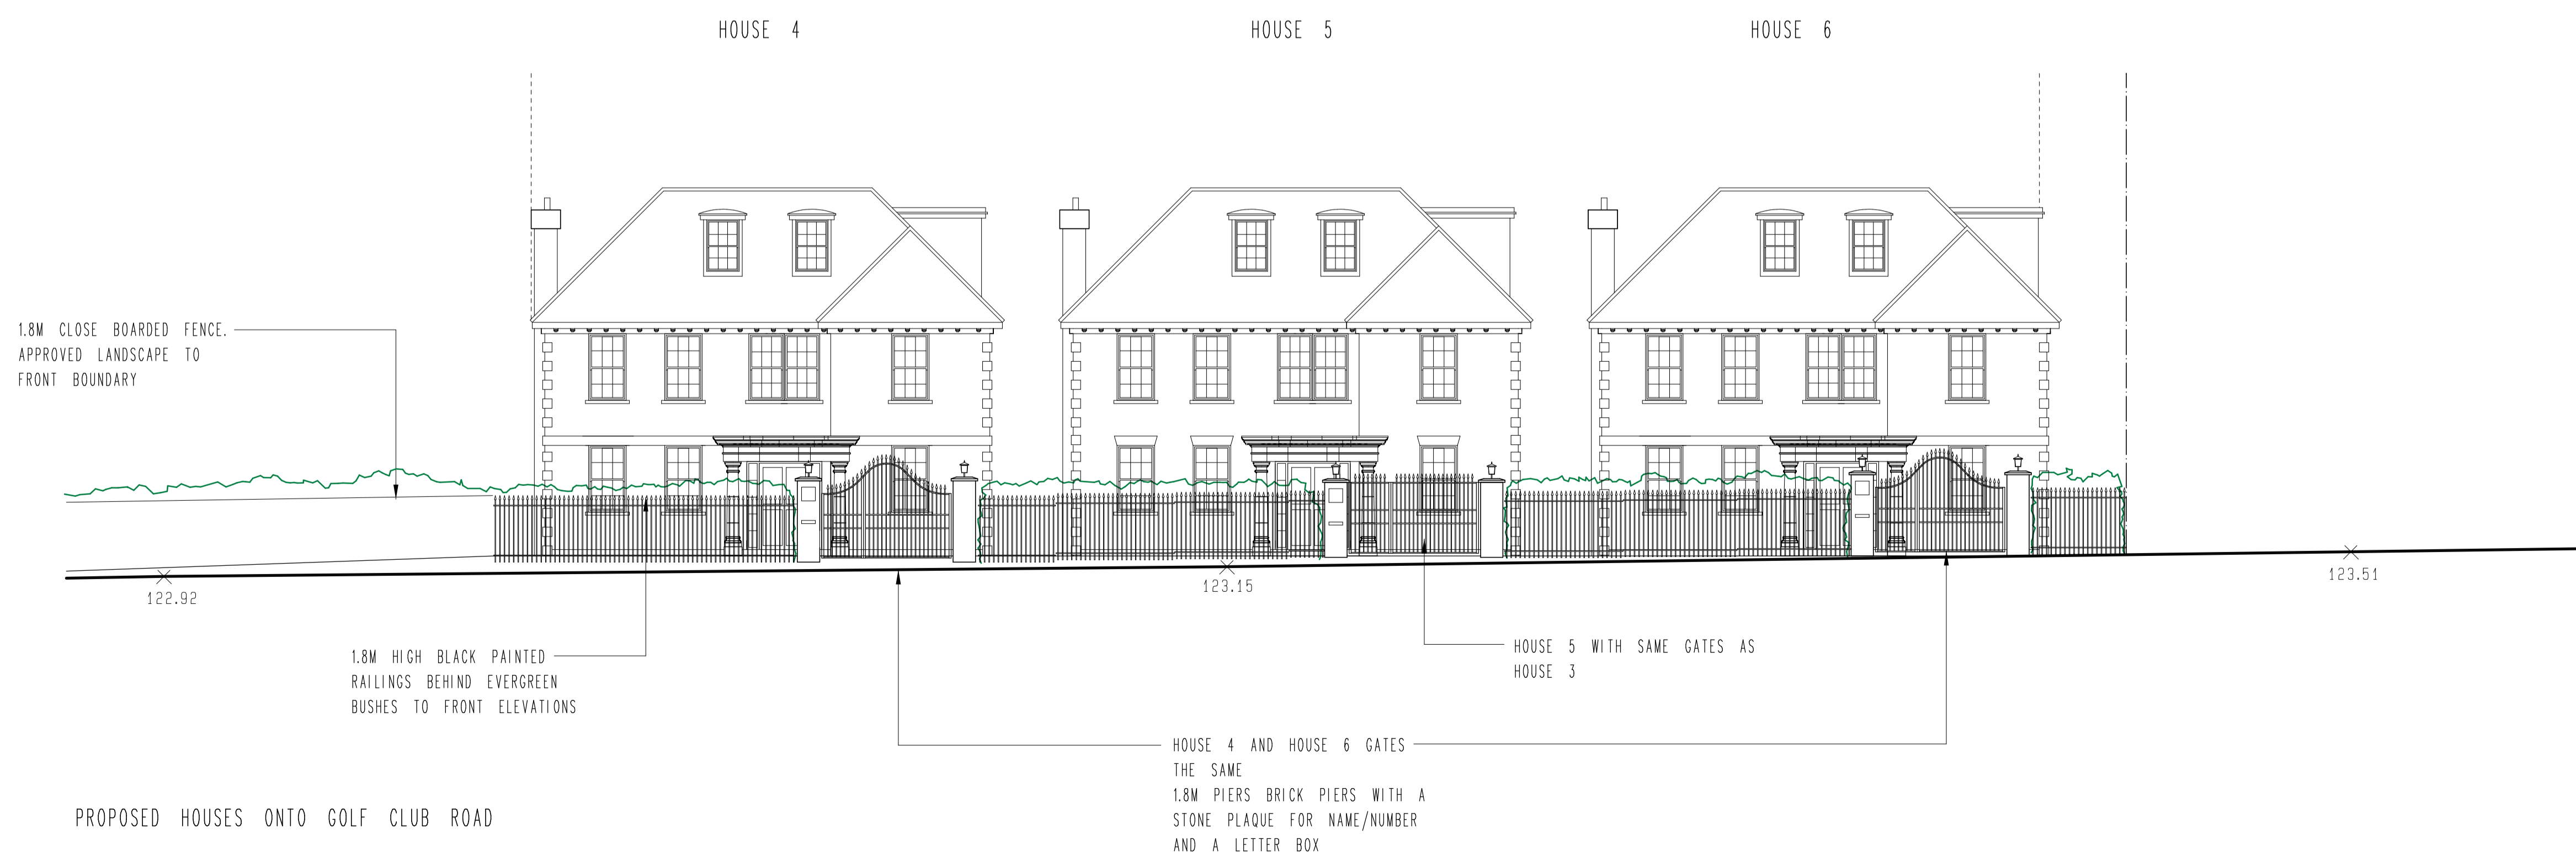 HOUSE 4
HOUSE 5
HOUSE 6
1.8M CLOSE BOARDED FENCE.
APPROVED LANDSCAPE TO
FRONT BOUNDARY
122.92
123.15
123.51
1.8M HIGH BLACK PAINTED
RAILINGS BEHIND EVERGREEN
BUSHES TO FRONT ELEVATIONS
HOUSE 5 WITH SAME GATES AS
HOUSE 3
HOUSE 4 AND HOUSE 6 GATES
THE SAME
1.8M PIERS BRICK PIERS WITH A
STONE PLAQUE FOR NAME/NUMBER
AND A LETTER BOX
PROPOSED HOUSES ONTO GOLF CLUB ROAD